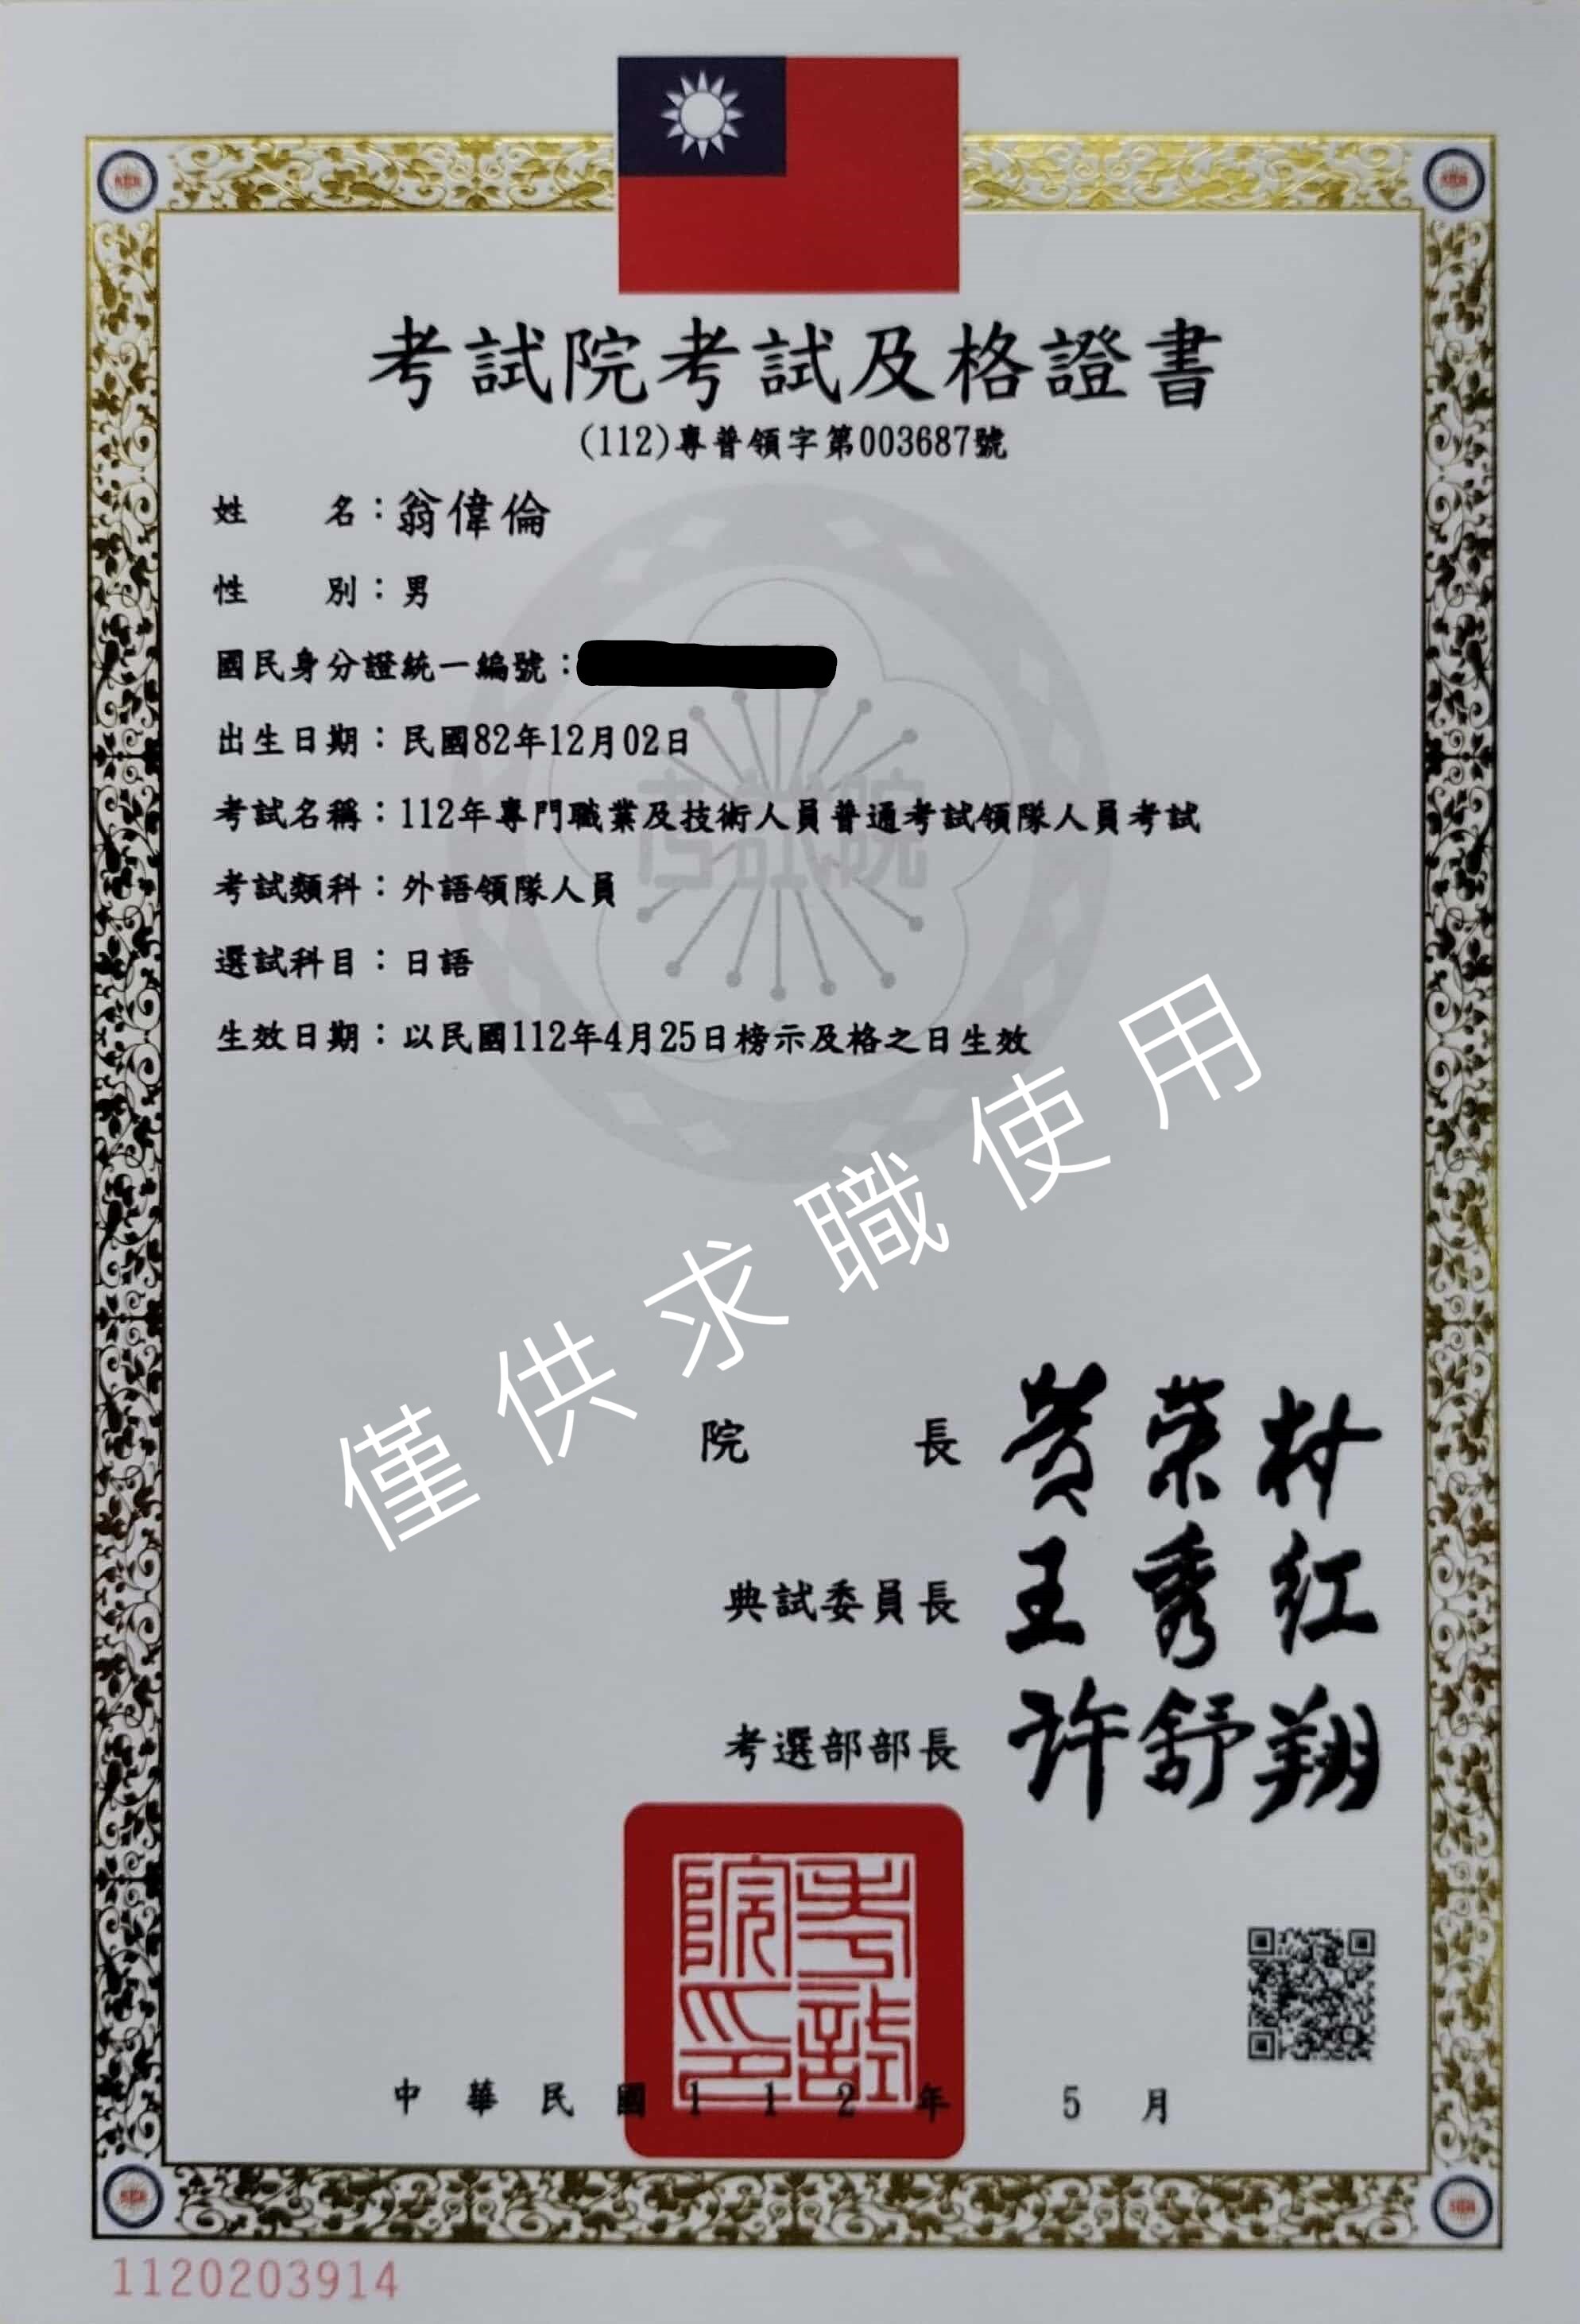 考試院考試及格證書
(112)專普領字第003687號
姓 名：翁偉倫
性 別：男
國民身分證統一編號：
出生日期：民國82年12月02日
考試名稱：112年專門職業及技術人員普通考試領隊人員考試
考試院
考試類科：外語領隊人員
選試科目：日語
生效日期：以民國112年4月25日榜示及格之日生效
僅供求職使用
院 長 黃榮村
典試委員長 王秀紅
考選部部長 許舒翔
考試院印
中華民國112年 5 月
1120203914